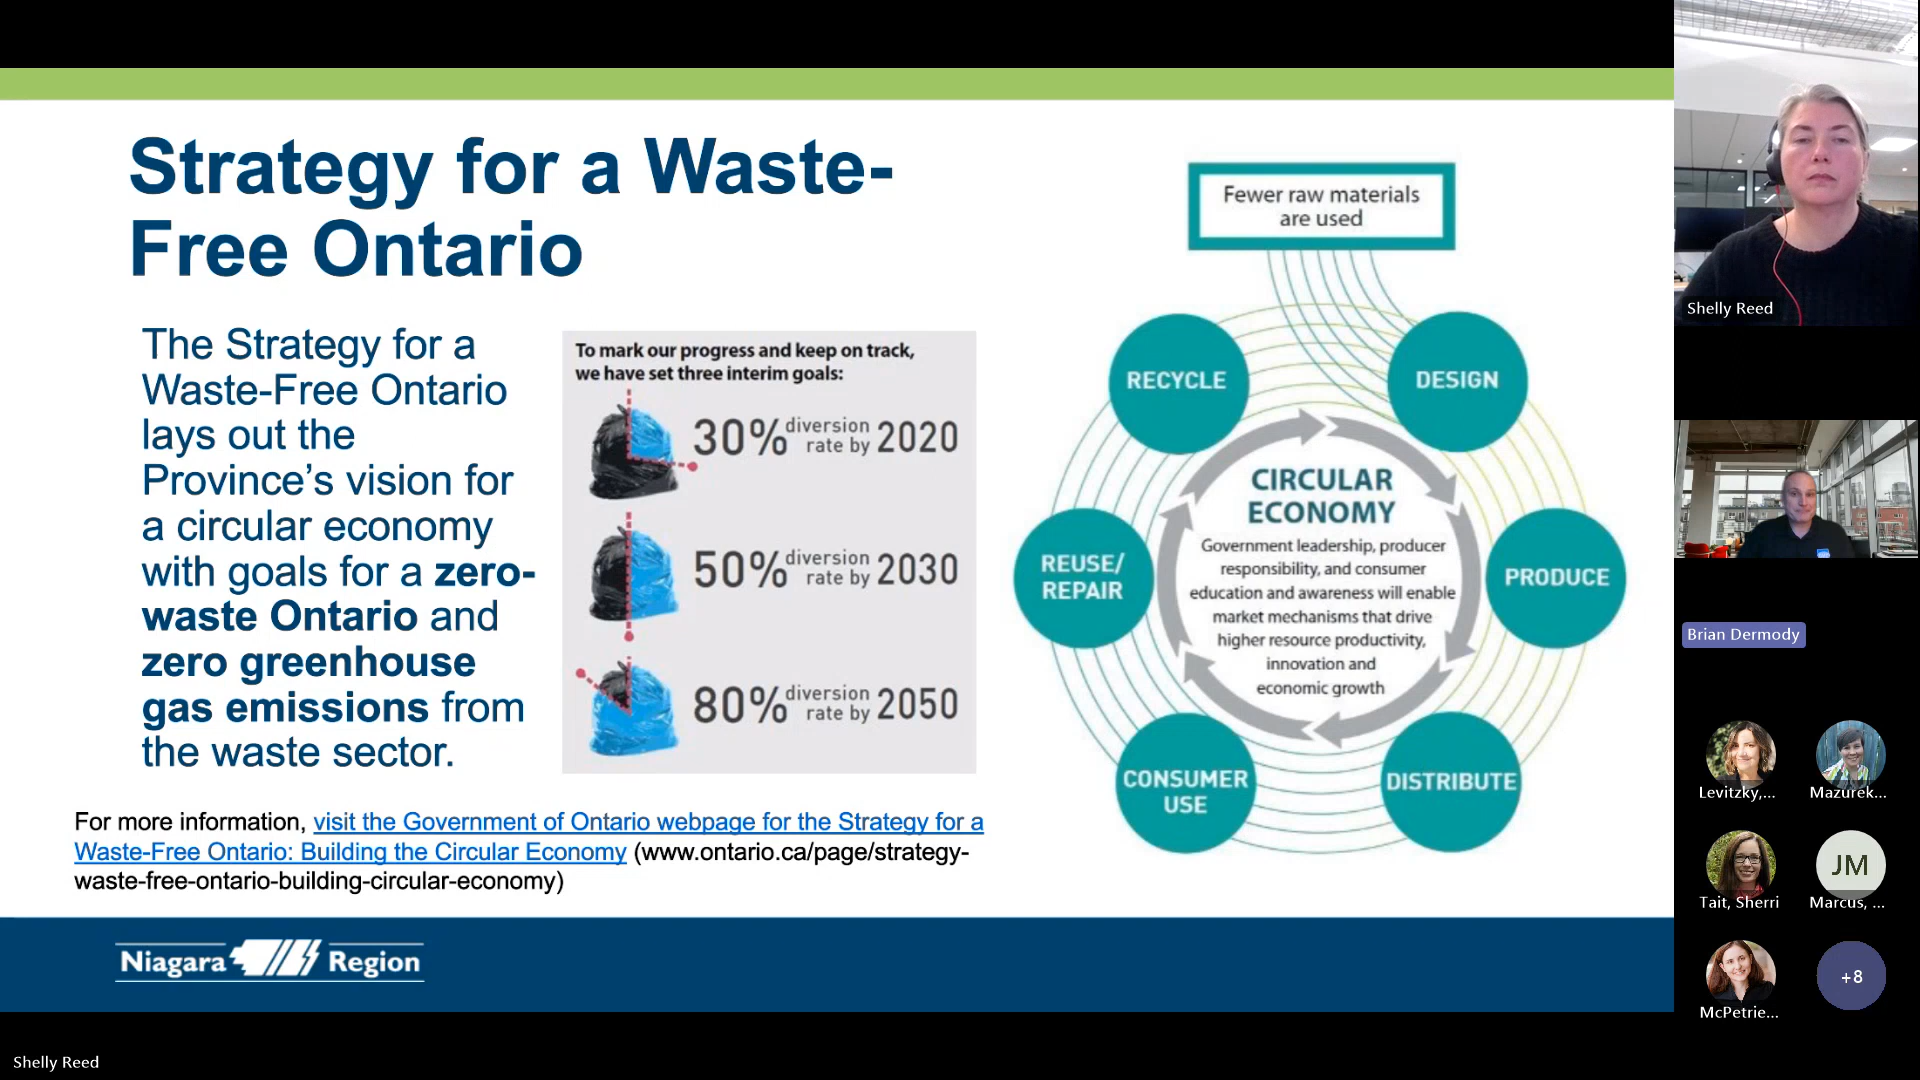 Strategy for a Waste-
Free Ontario
The Strategy for a
Waste-Free Ontario
lays out the
Province’s vision for
a circular economy
with goals for a zero-
waste Ontario and
zero greenhouse
gas emissions from
the waste sector.
To mark our progress and keep on track,
we have set three interim goals:
30% diversion rate by 2020
50% diversion rate by 2030
80% diversion rate by 2050
For more information, visit the Government of Ontario webpage for the Strategy for a
Waste-Free Ontario: Building the Circular Economy (www.ontario.ca/page/strategy-
waste-free-ontario-building-circular-economy)
Fewer raw materials
are used
RECYCLE
DESIGN
REUSE/
REPAIR
PRODUCE
CONSUMER
USE
DISTRIBUTE
CIRCULAR
ECONOMY
Government leadership, producer
responsibility, and consumer
education and awareness will enable
market mechanisms that drive
higher resource productivity,
innovation and
economic growth
Niagara Region
Shelly Reed
Shelly Reed
Brian Dermody
Levitzky,...
Mazurek...
Tait, Sherri
JM
Marcus, ...
McPetrie...
+8